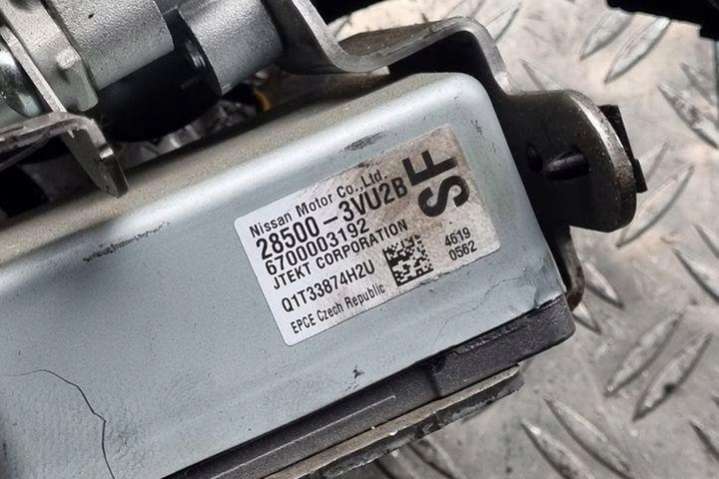 Nissan Motor Co.,Ltd.
28500-3VU2B
SF
6700003192
JTEKT CORPORATION
Q1T33874H2U
4619
0562
EPCE Czech Republic